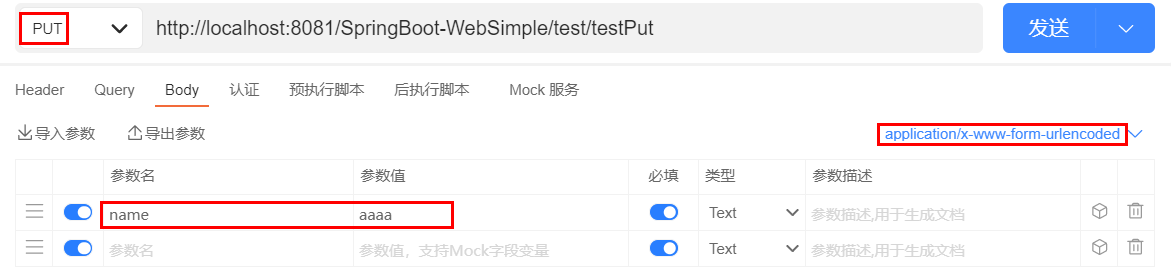 PUT http://localhost:8081/SpringBoot-WebSimple/test/testPut 发送
Header Query Body 认证 预执行脚本 后执行脚本 Mock 服务
导入参数 导出参数 application/x-www-form-urlencoded
参数名 参数值 必填 类型 参数描述
name aaaa Text 参数描述,用于生成文档
参数名 参数值，支持Mock字段变量 Text 参数描述,用于生成文档